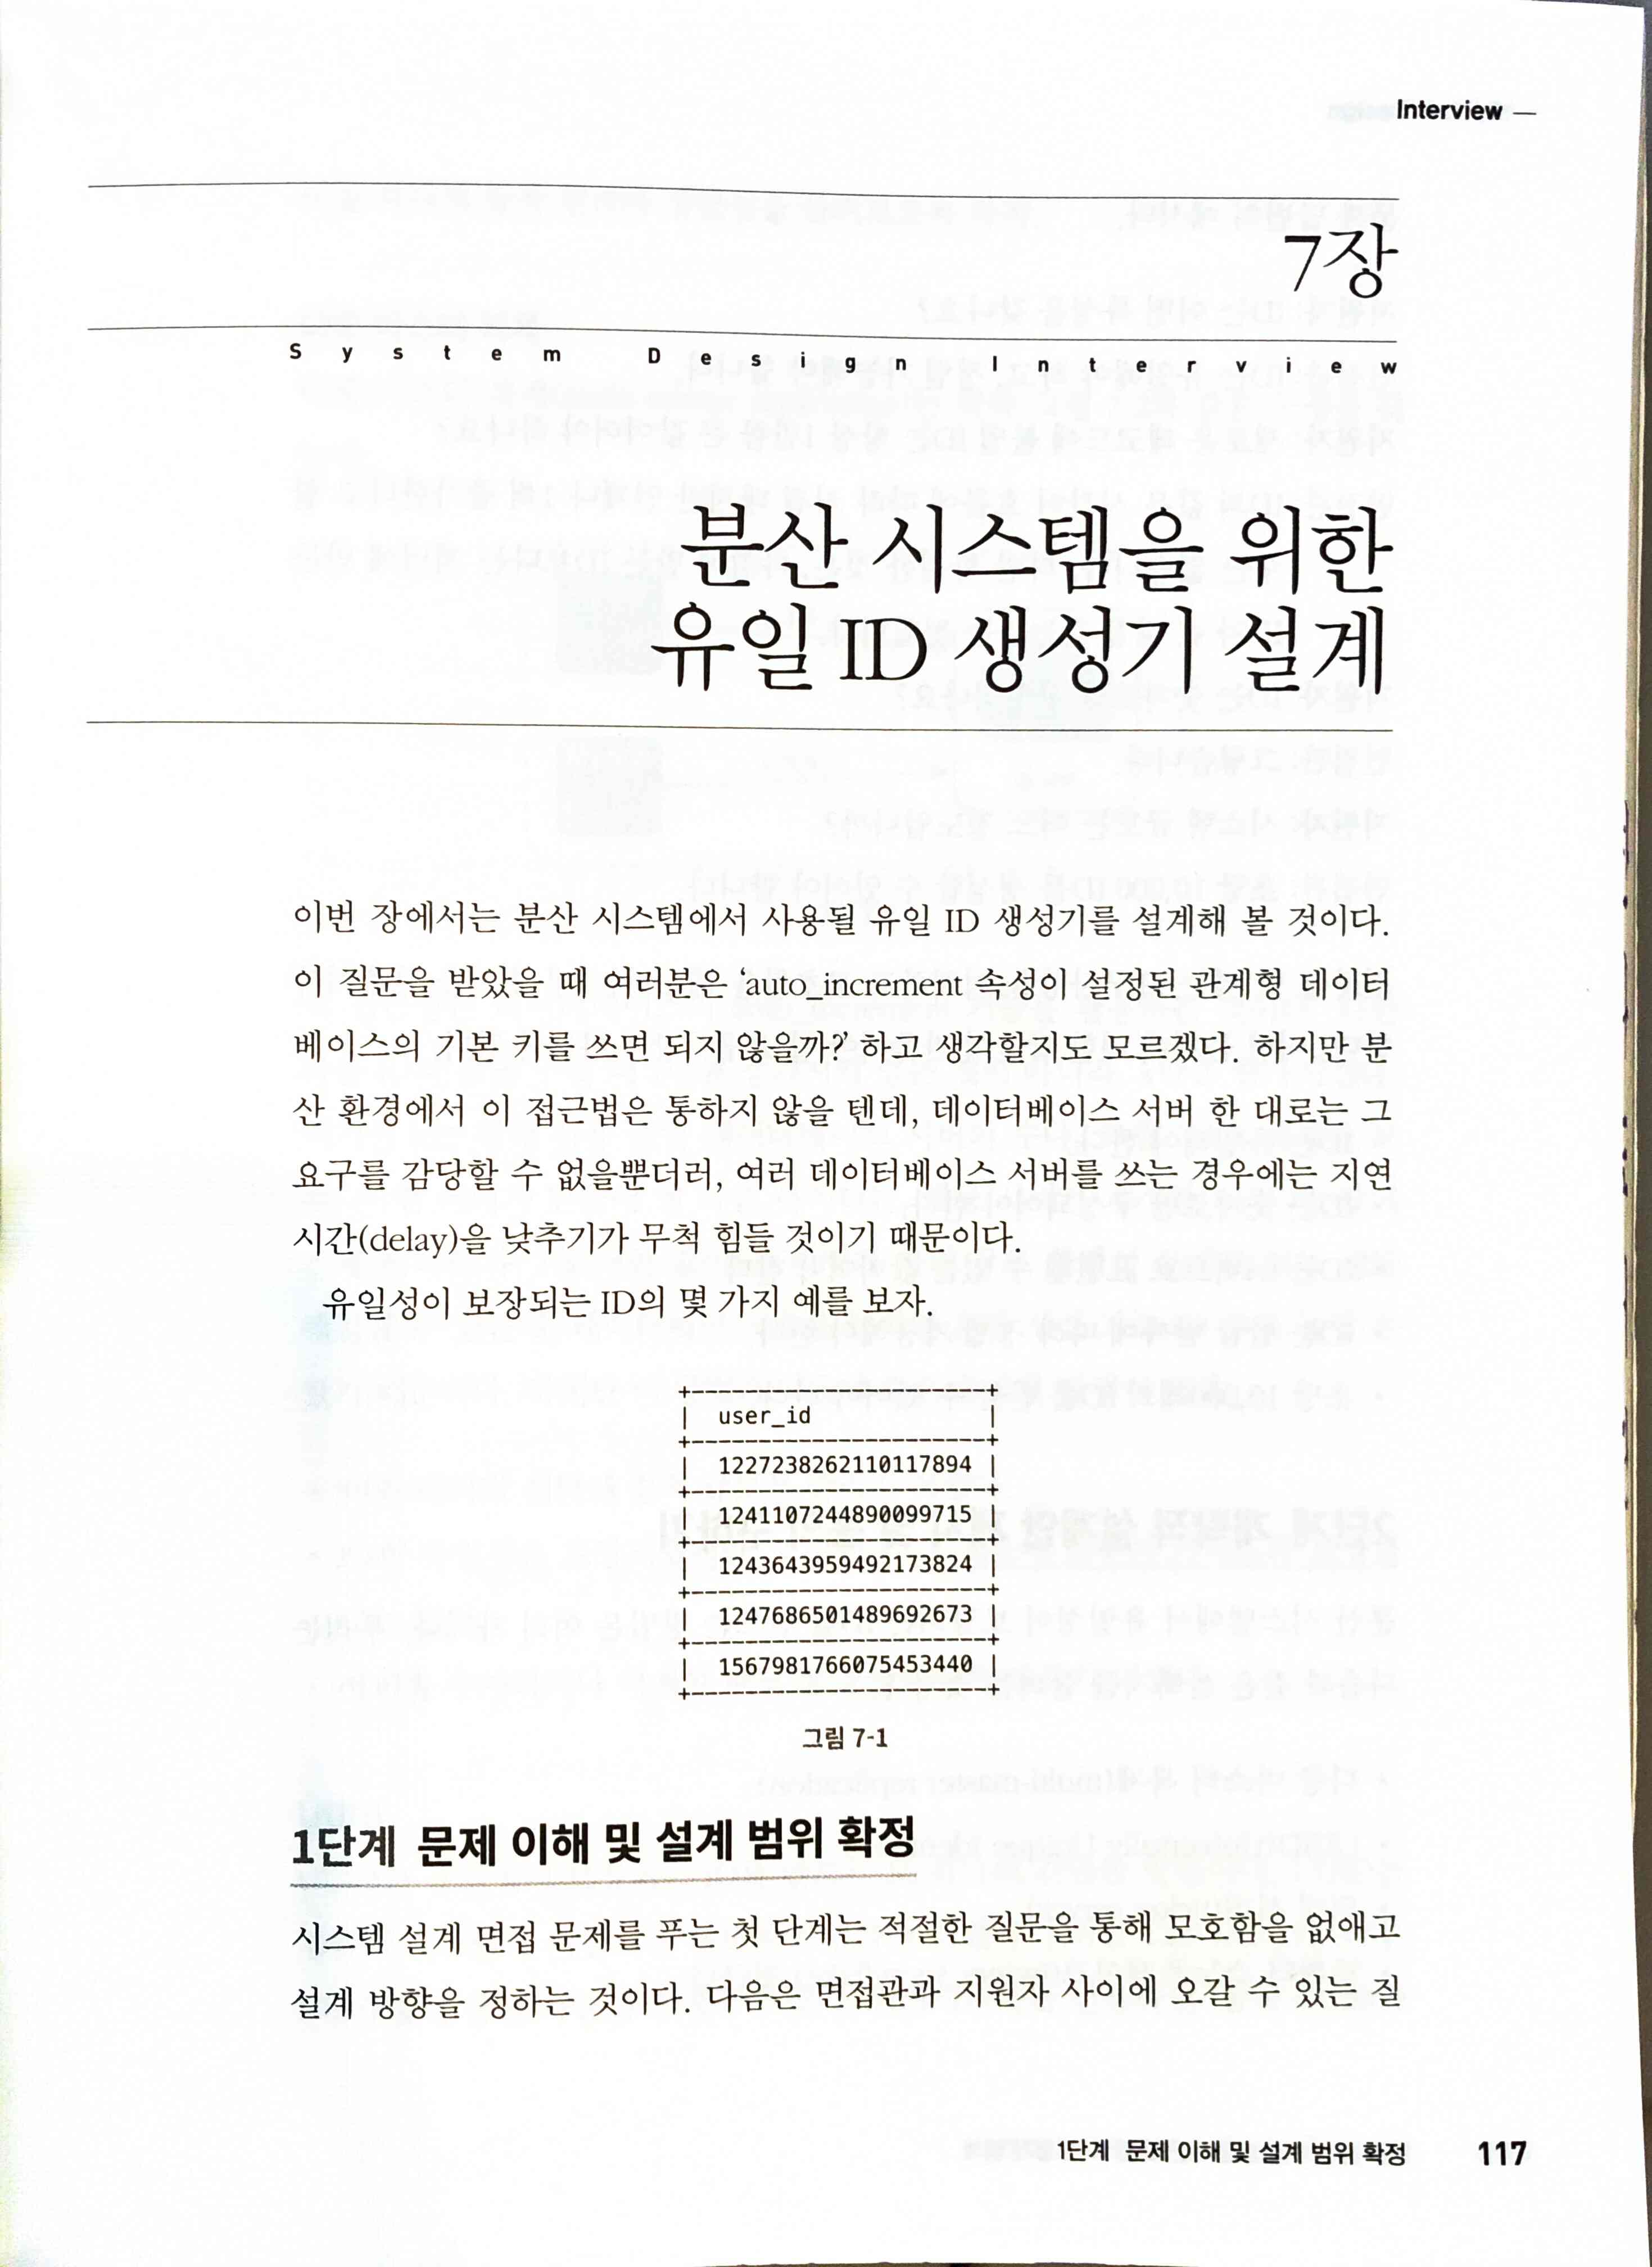 Interview —
7장
System Design Interview
분산 시스템을 위한
유일 ID 생성기 설계
이번 장에서는 분산 시스템에서 사용될 유일 ID 생성기를 설계해 볼 것이다.
이 질문을 받았을 때 여러분은 ‘auto_increment 속성이 설정된 관계형 데이터
베이스의 기본 키를 쓰면 되지 않을까?’ 하고 생각할지도 모르겠다. 하지만 분
산 환경에서 이 접근법은 통하지 않을 텐데, 데이터베이스 서버 한 대로는 그
요구를 감당할 수 없을뿐더러, 여러 데이터베이스 서버를 쓰는 경우에는 지연
시간(delay)을 낮추기가 무척 힘들 것이기 때문이다.
유일성이 보장되는 ID의 몇 가지 예를 보자.
user_id
1227238262110117894
1241107244890099715
1243643959492173824
1247686501489692673
1567981766075453440
그림 7-1
1단계 문제 이해 및 설계 범위 확정
시스템 설계 면접 문제를 푸는 첫 단계는 적절한 질문을 통해 모호함을 없애고
설계 방향을 정하는 것이다. 다음은 면접관과 지원자 사이에 오갈 수 있는 질
1단계 문제 이해 및 설계 범위 확정 117